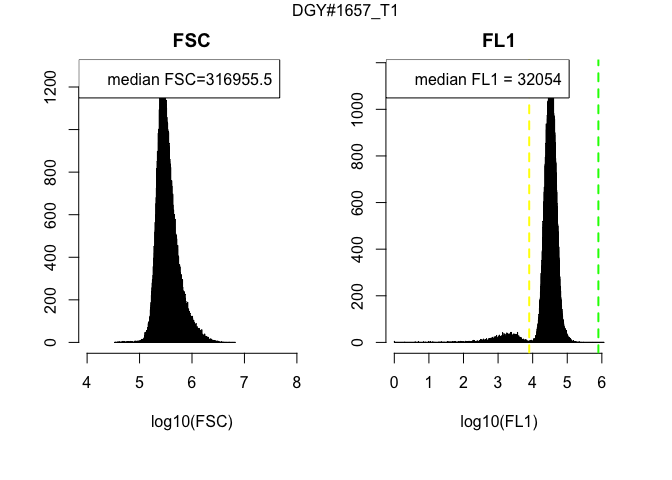 DGY#1657_T1
FSC
median FSC=316955.5
1200
800
600
400
200
0
4 5 6 7 8
log10(FSC)
FL1
median FL1 = 32054
1000
800
600
400
200
0
0 1 2 3 4 5 6
log10(FL1)